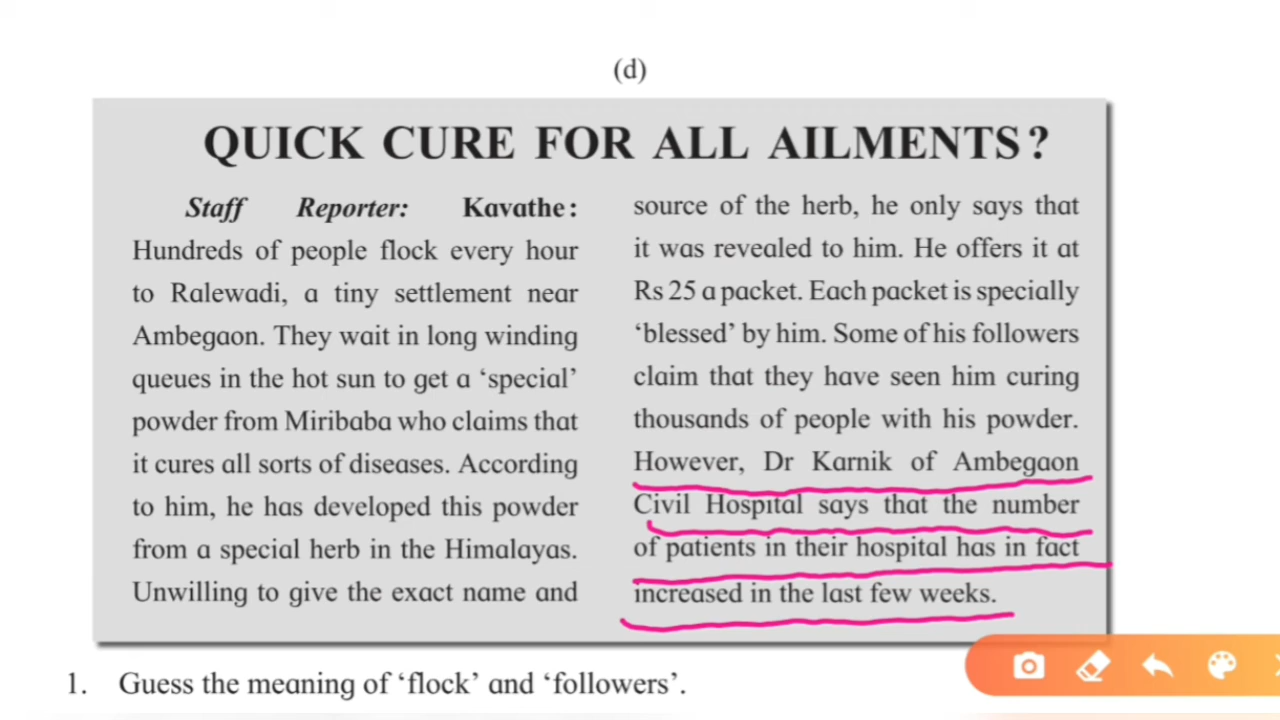 (d)
QUICK CURE FOR ALL AILMENTS?
Staff Reporter: Kavathe:
Hundreds of people flock every hour
to Ralewadi, a tiny settlement near
Ambegaon. They wait in long winding
queues in the hot sun to get a ‘special’
powder from Miribaba who claims that
it cures all sorts of diseases. According
to him, he has developed this powder
from a special herb in the Himalayas.
Unwilling to give the exact name and
source of the herb, he only says that
it was revealed to him. He offers it at
Rs 25 a packet. Each packet is specially
‘blessed’ by him. Some of his followers
claim that they have seen him curing
thousands of people with his powder.
However, Dr Karnik of Ambegaon
Civil Hospital says that the number
of patients in their hospital has in fact
increased in the last few weeks.
1. Guess the meaning of ‘flock’ and ‘followers’.